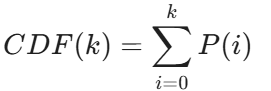 $CDF(k) = \sum_{i=0}^{k} P(i)$